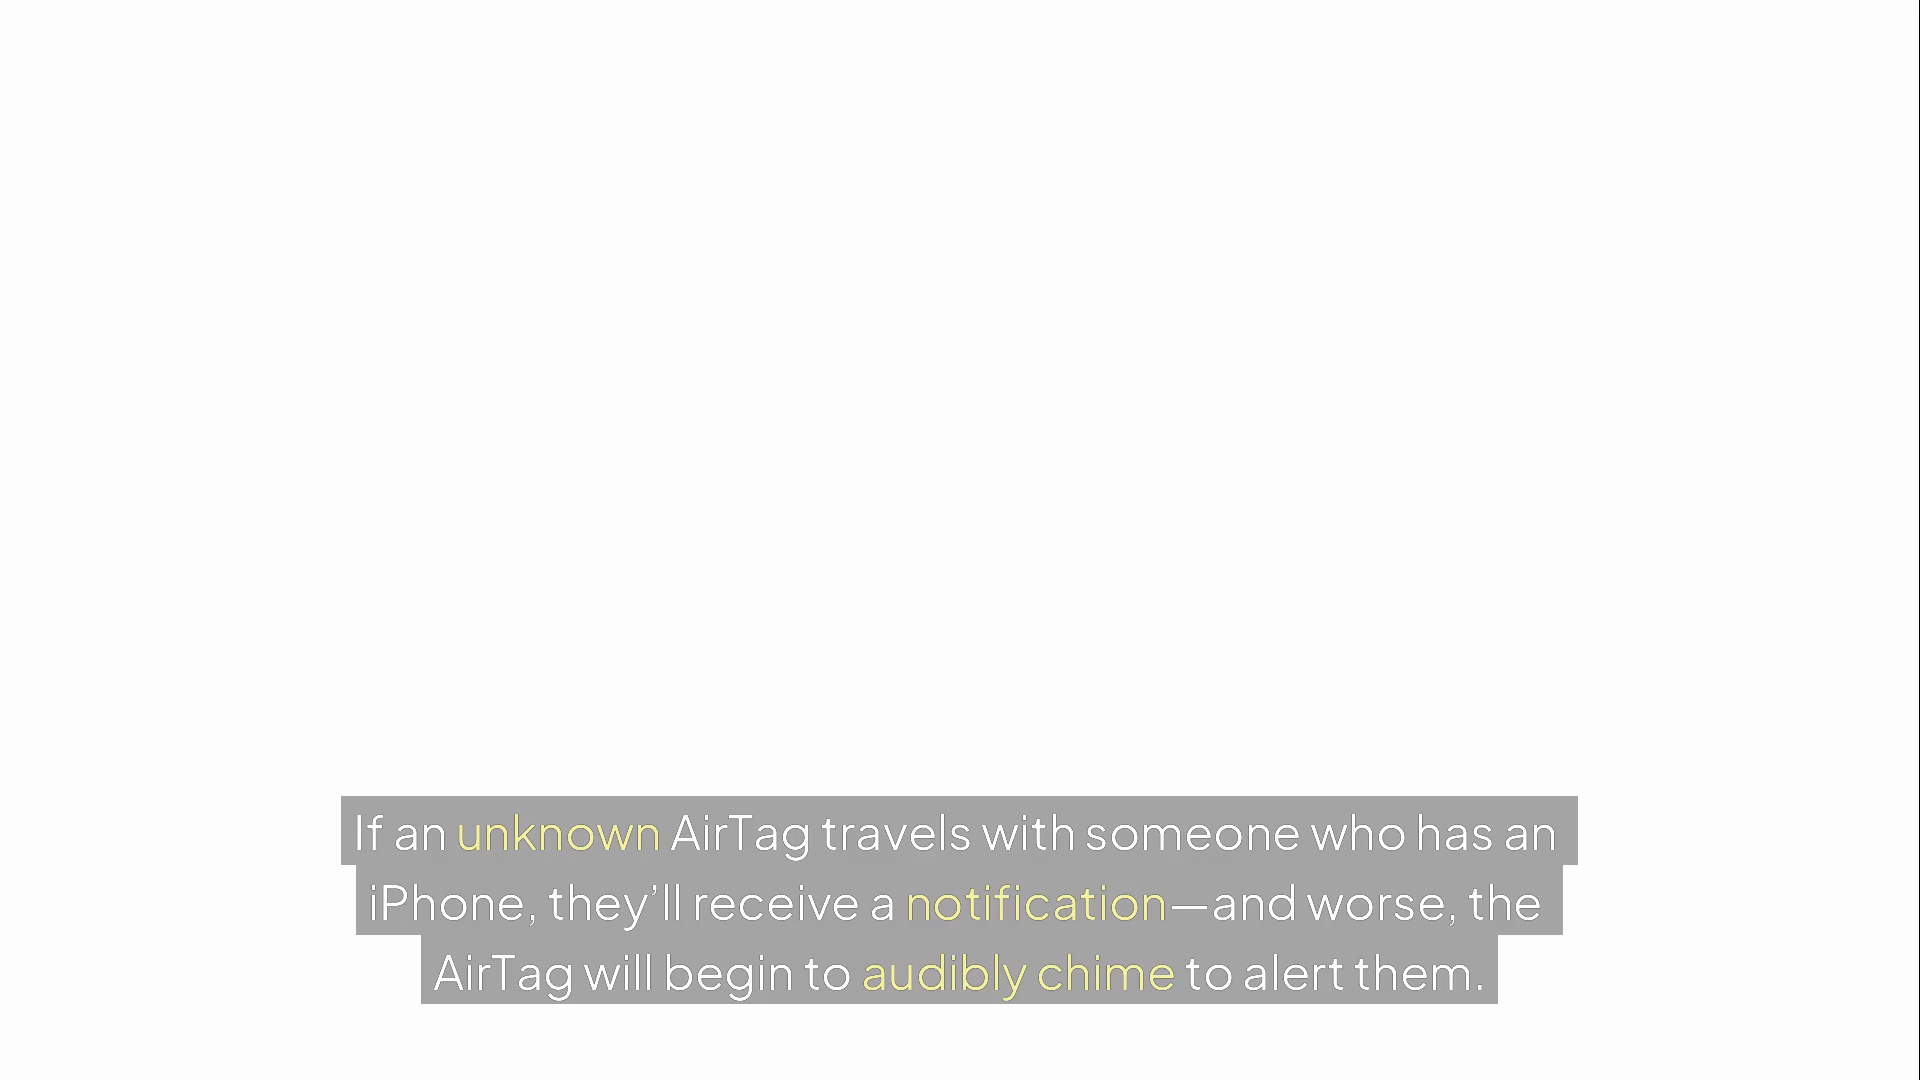 If an unknown AirTag travels with someone who has an
iPhone, they’ll receive a notification—and worse, the
AirTag will begin to audibly chime to alert them.